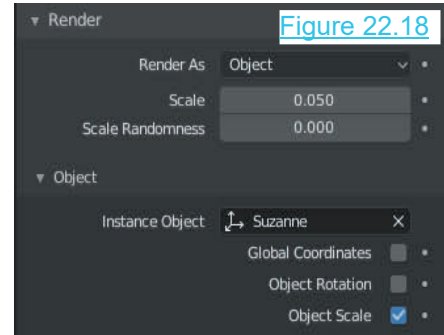 Render
Figure 22.18
Render As Object
Scale 0.050
Scale Randomness 0.000
Object
Instance Object Suzanne
Global Coordinates
Object Rotation
Object Scale